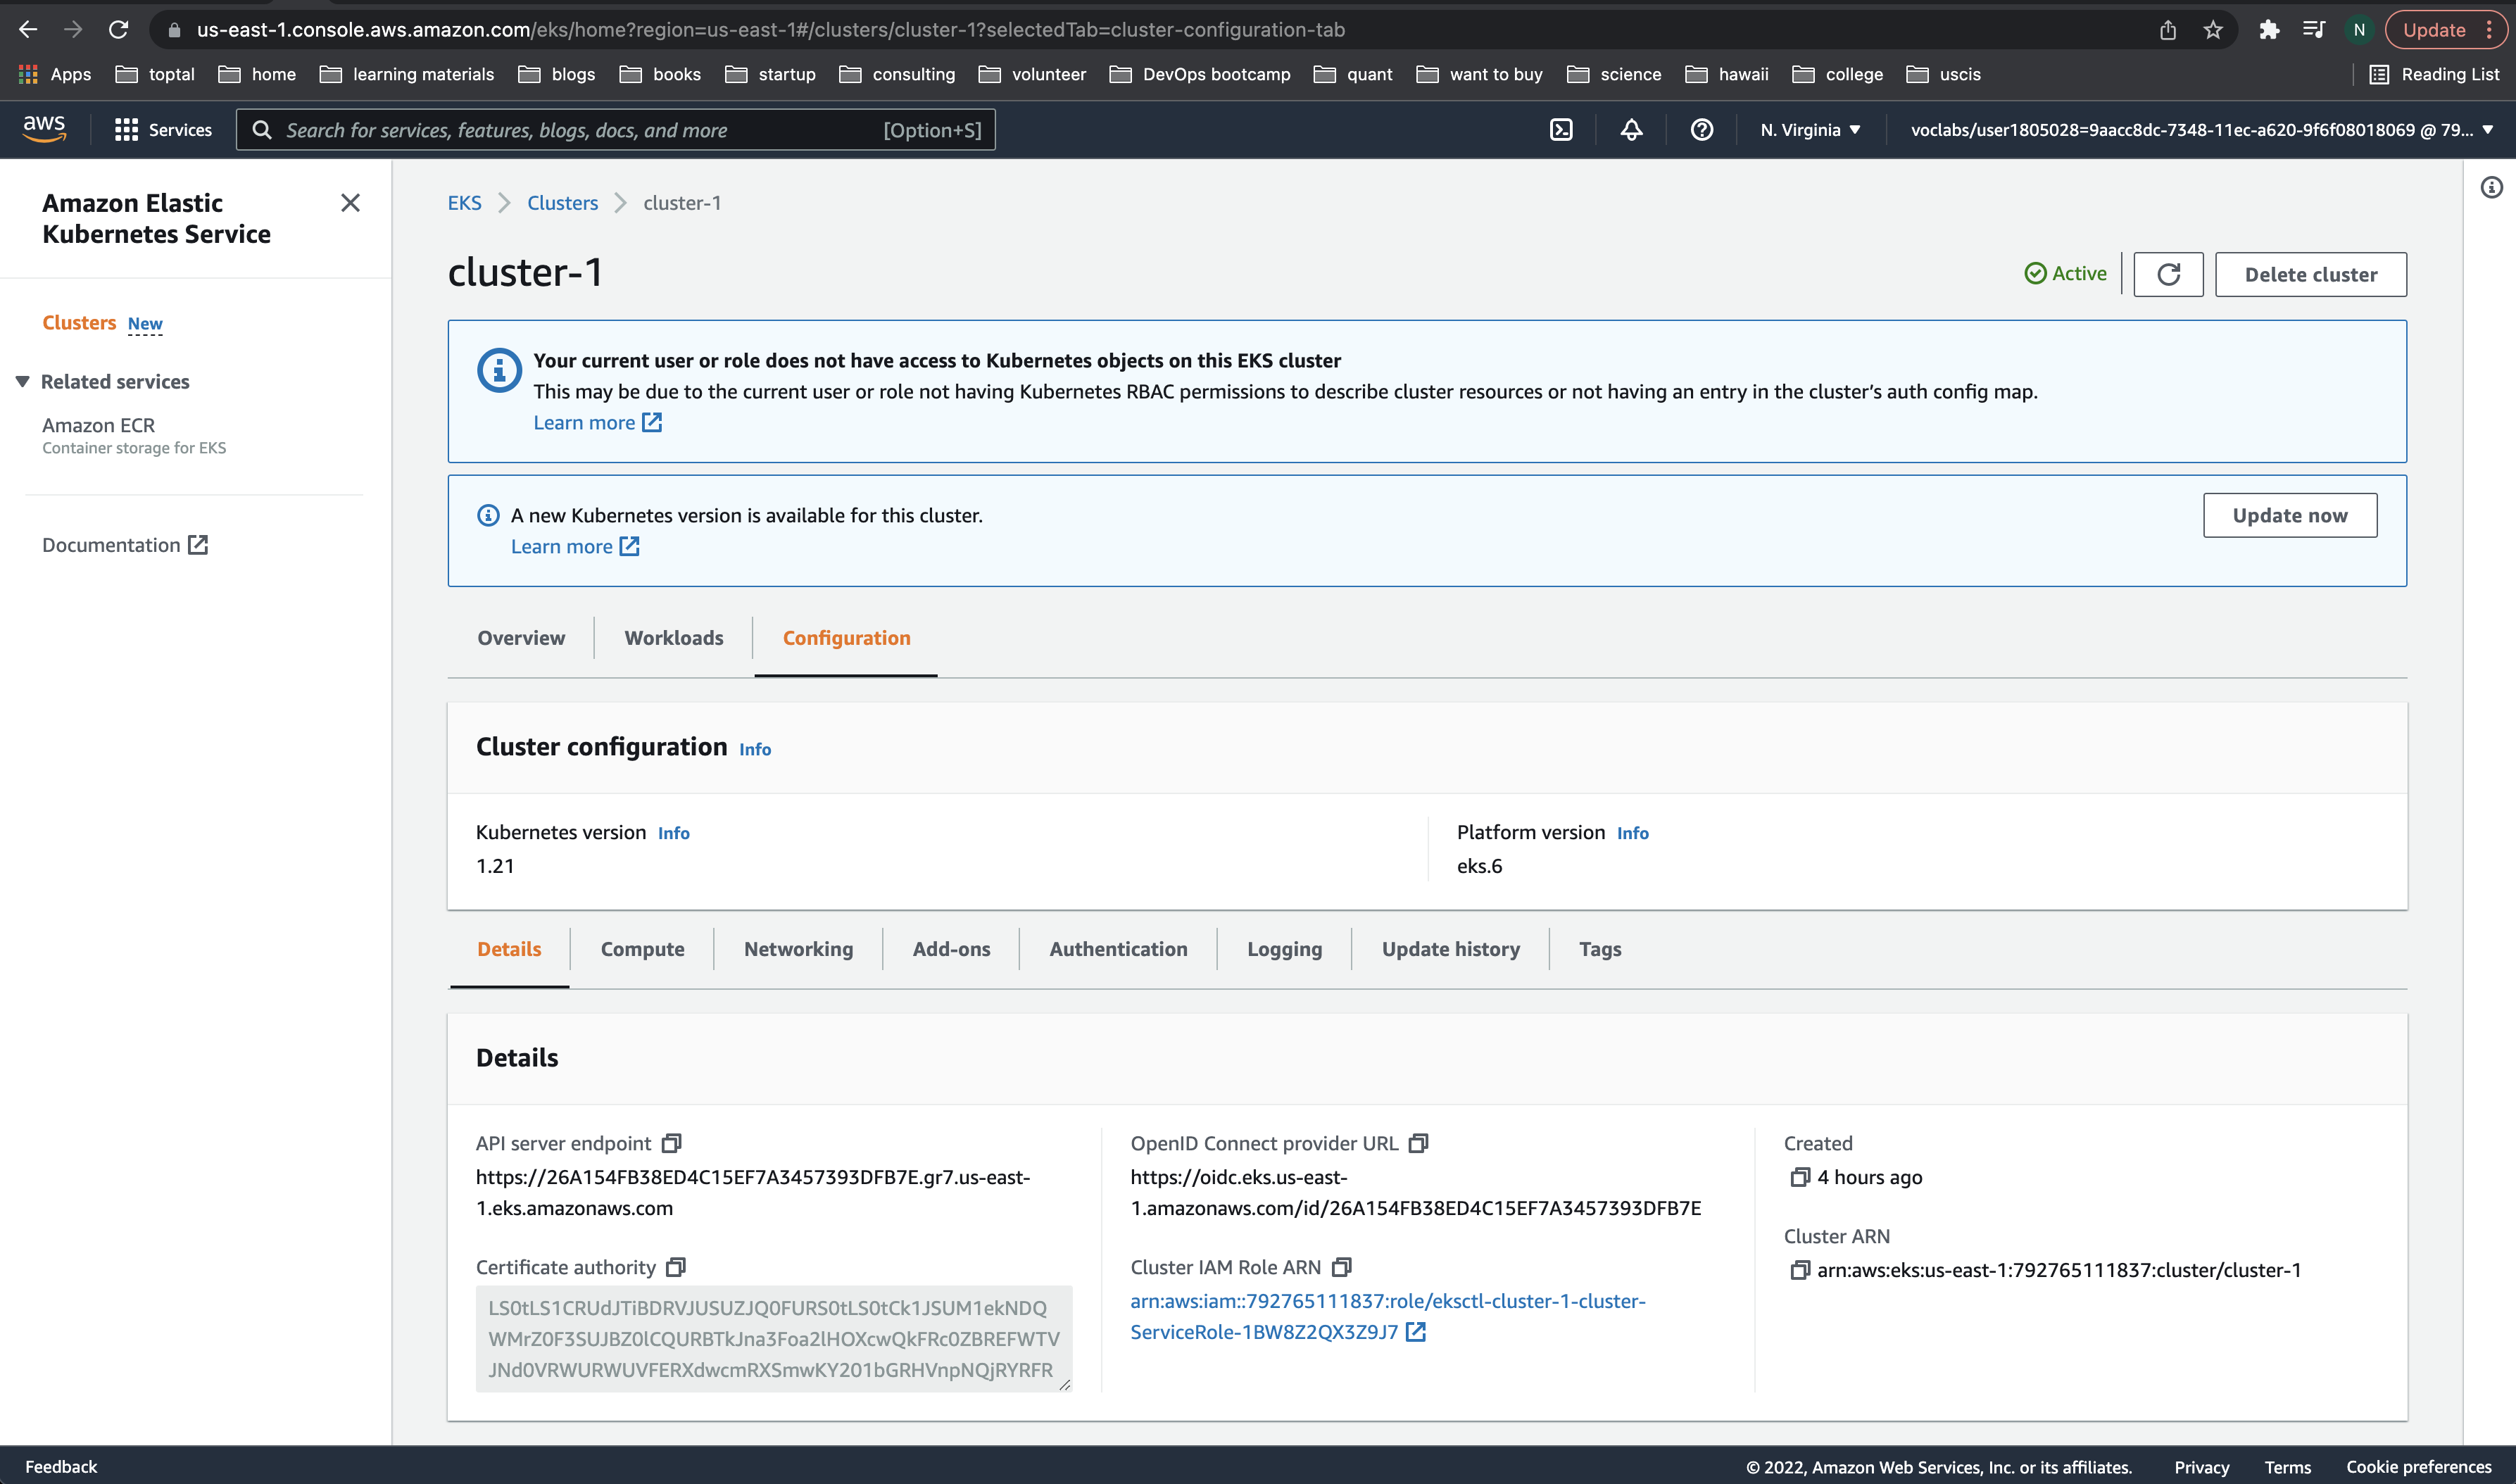 us-east-1.console.aws.amazon.com/eks/home?region=us-east-1#/clusters/cluster-1?selectedTab=cluster-configuration-tab
N
Update
Apps toptal home learning materials blogs books startup consulting volunteer DevOps bootcamp quant want to buy science hawaii college uscis Reading List
aws Services Search for services, features, blogs, docs, and more [Option+S] N. Virginia voclabs/user1805028=9aacc8dc-7348-11ec-a620-9f6f08018069 @ 79...
Amazon Elastic
Kubernetes Service
Clusters New
Related services
Amazon ECR
Container storage for EKS
Documentation
EKS Clusters cluster-1
cluster-1
Active
Delete cluster
Your current user or role does not have access to Kubernetes objects on this EKS cluster
This may be due to the current user or role not having Kubernetes RBAC permissions to describe cluster resources or not having an entry in the cluster’s auth config map.
Learn more
A new Kubernetes version is available for this cluster.
Learn more
Update now
Overview Workloads Configuration
Cluster configuration Info
Kubernetes version Info
1.21
Platform version Info
eks.6
Details Compute Networking Add-ons Authentication Logging Update history Tags
Details
API server endpoint
https://26A154FB38ED4C15EF7A3457393DFB7E.gr7.us-east-
1.eks.amazonaws.com
Certificate authority
LS0tLS1CRUdJTiBDRVJUSUZJQ0FURS0tLS0tCk1JSUM1ekNDQ
WMrZ0F3SUJBZ0lCQURBTkJna3Foa2lHOXcwQkFRc0ZBREFWTV
JNd0VRWURWUVFERXdwcmRXSmwKY201bGRHVnpNQjRYRFR
OpenID Connect provider URL
https://oidc.eks.us-east-
1.amazonaws.com/id/26A154FB38ED4C15EF7A3457393DFB7E
Cluster IAM Role ARN
arn:aws:iam::792765111837:role/eksctl-cluster-1-cluster-
ServiceRole-1BW8Z2QX3Z9J7
Created
4 hours ago
Cluster ARN
arn:aws:eks:us-east-1:792765111837:cluster/cluster-1
Feedback
© 2022, Amazon Web Services, Inc. or its affiliates. Privacy Terms Cookie preferences